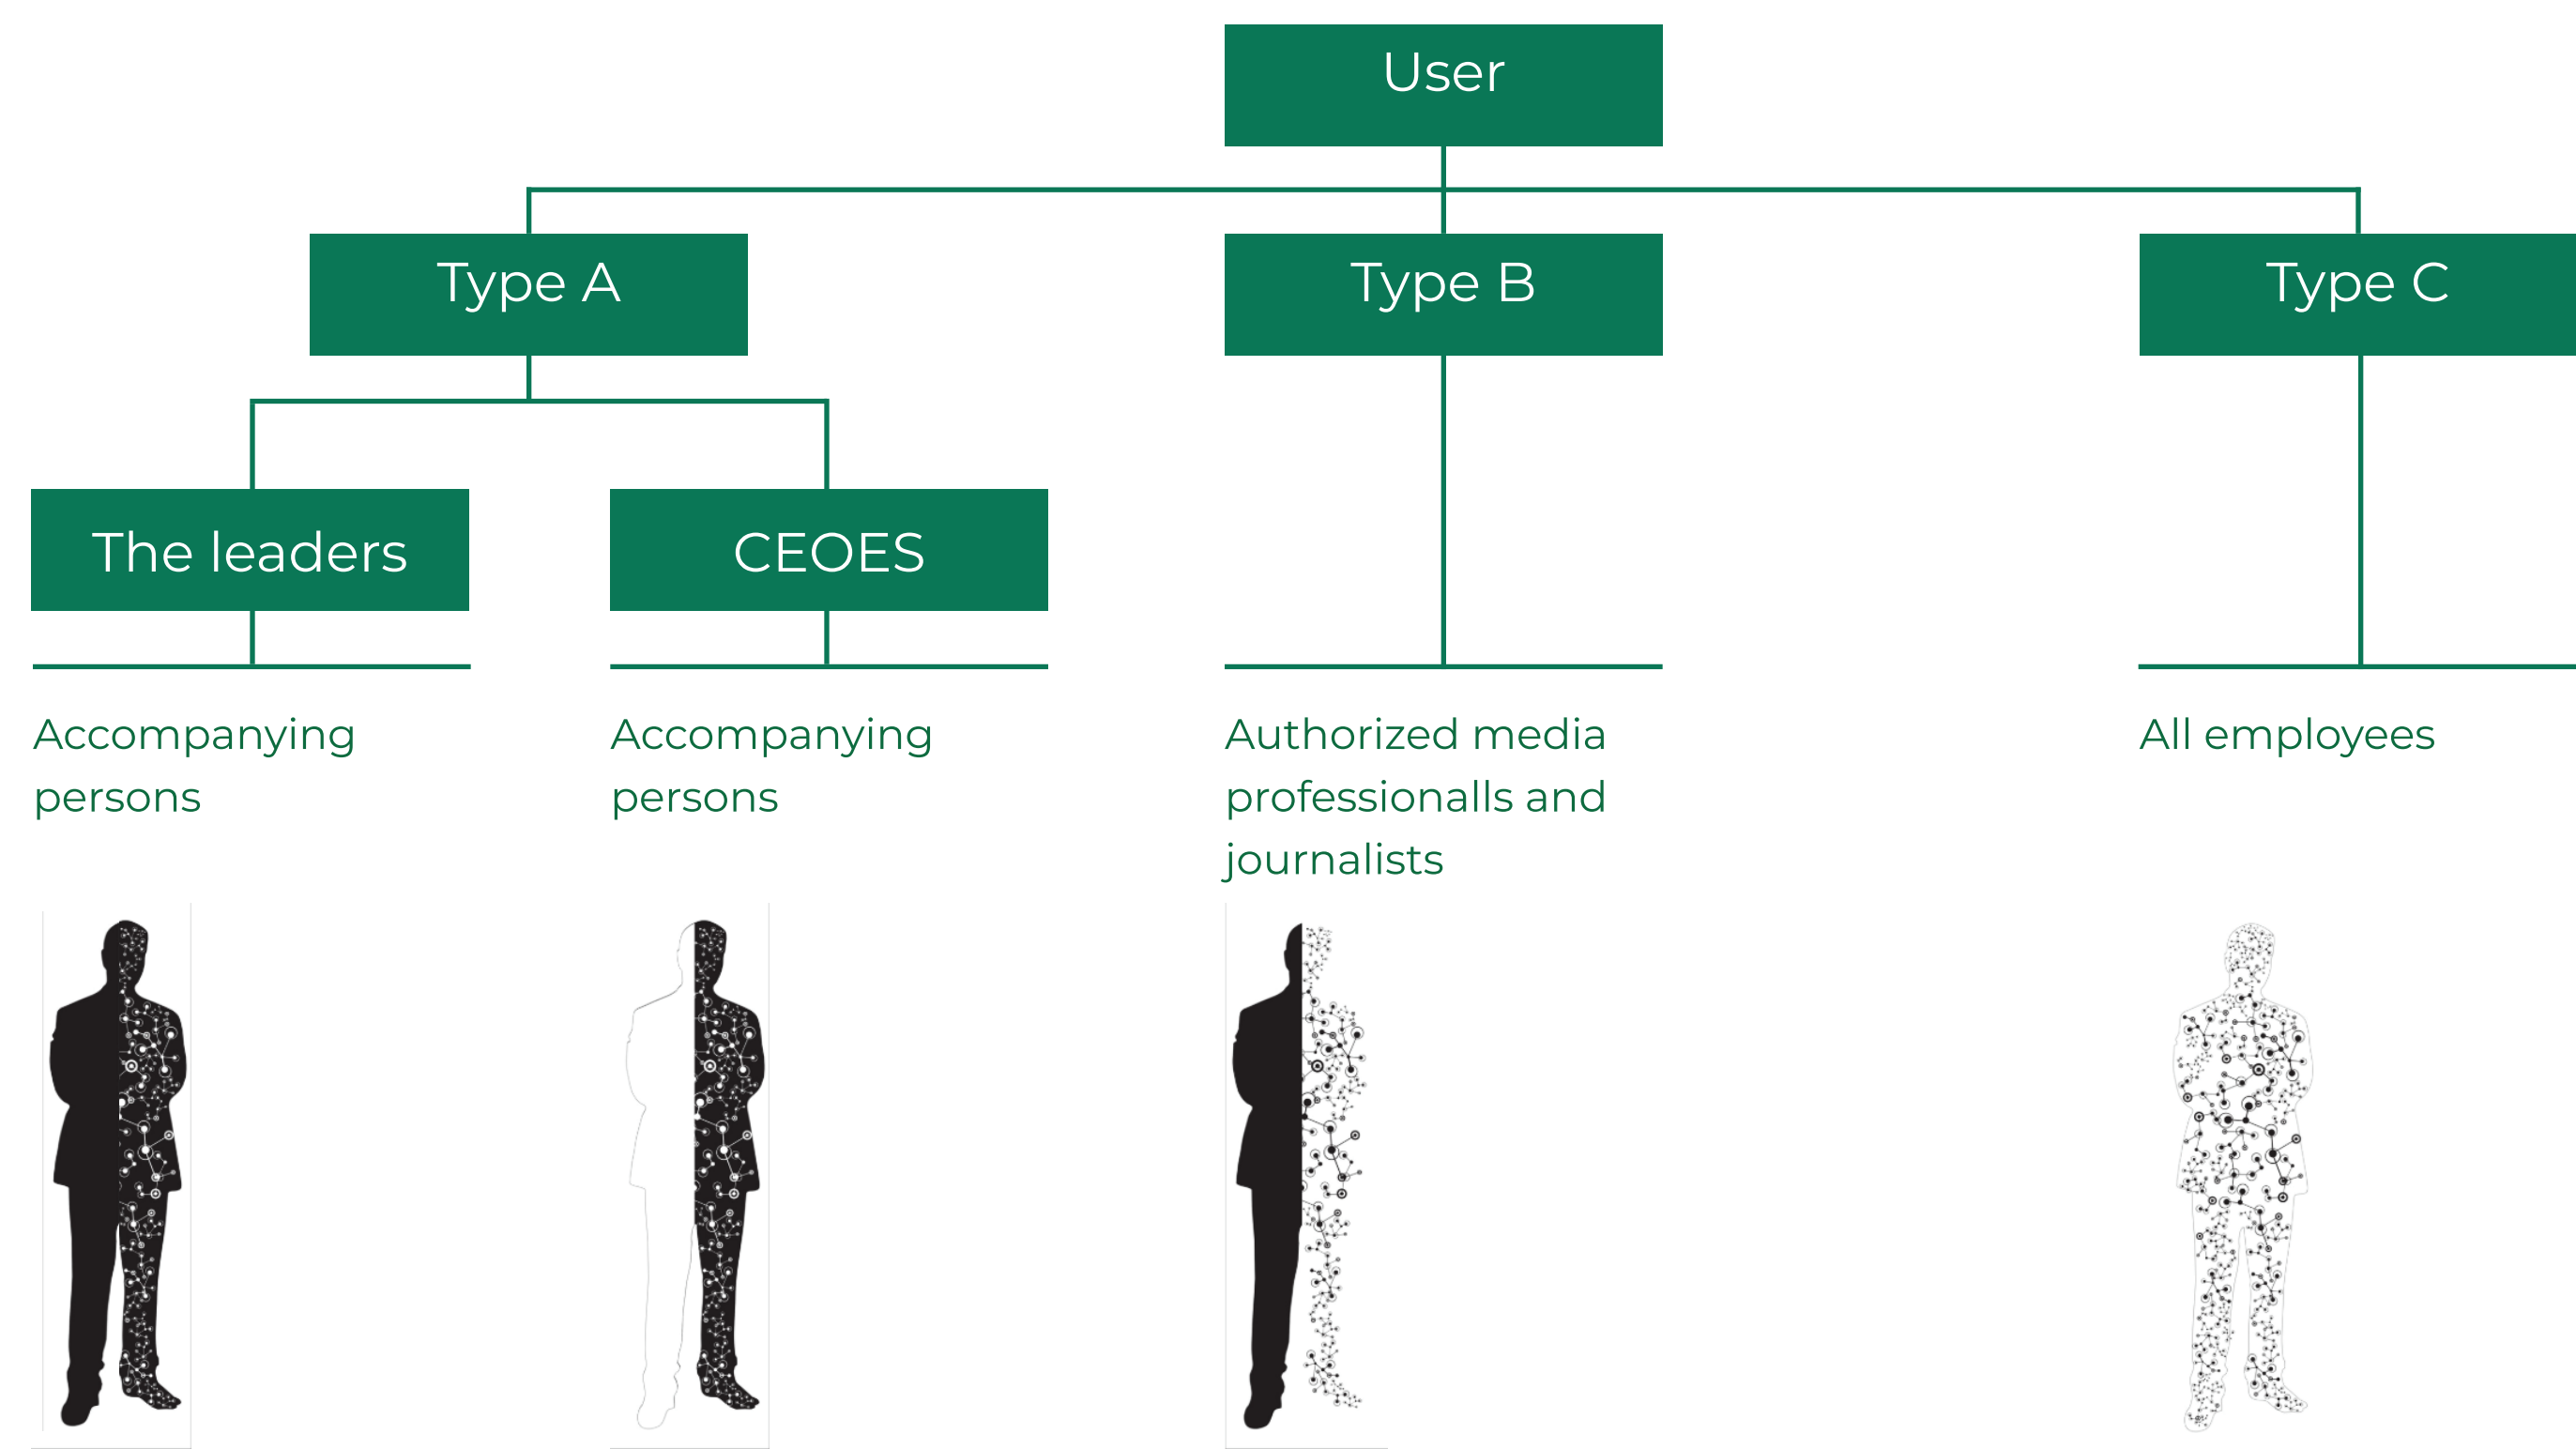 User
Type A
Type B
Type C
The leaders
CEOES
Accompanying
persons
Accompanying
persons
Authorized media
professionalls and
journalists
All employees